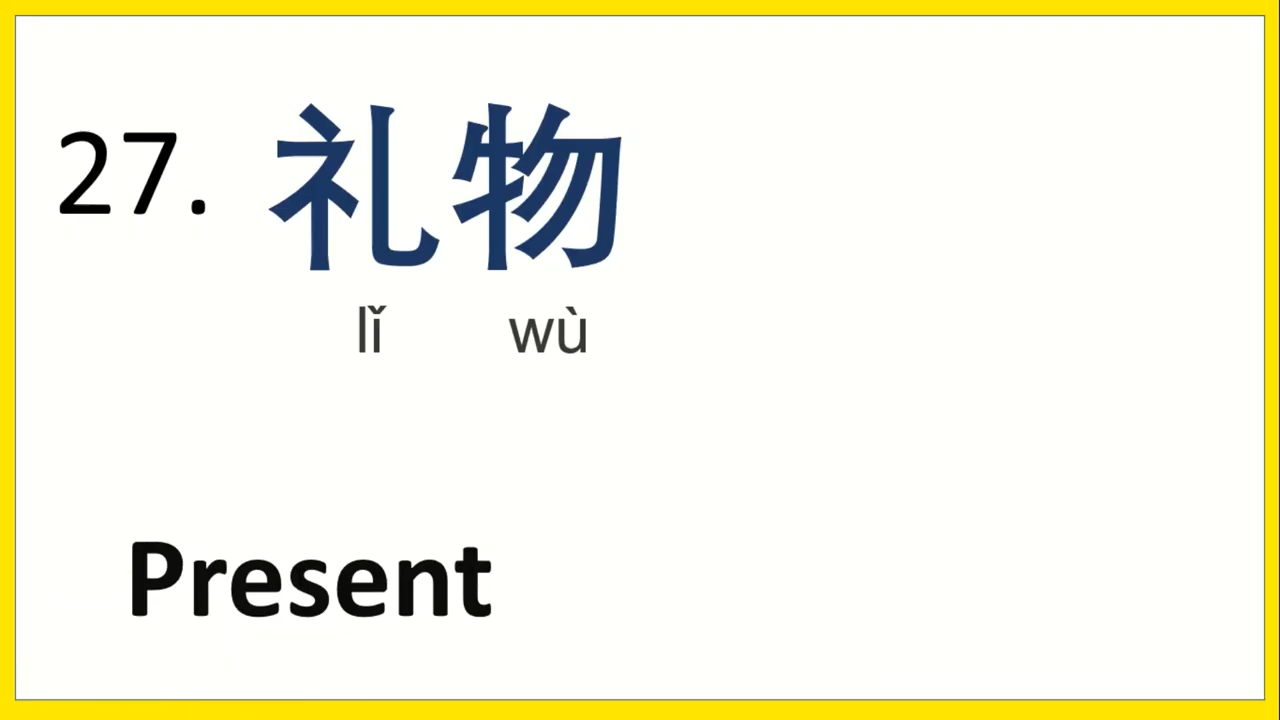 27. 礼物
lǐ wù
Present